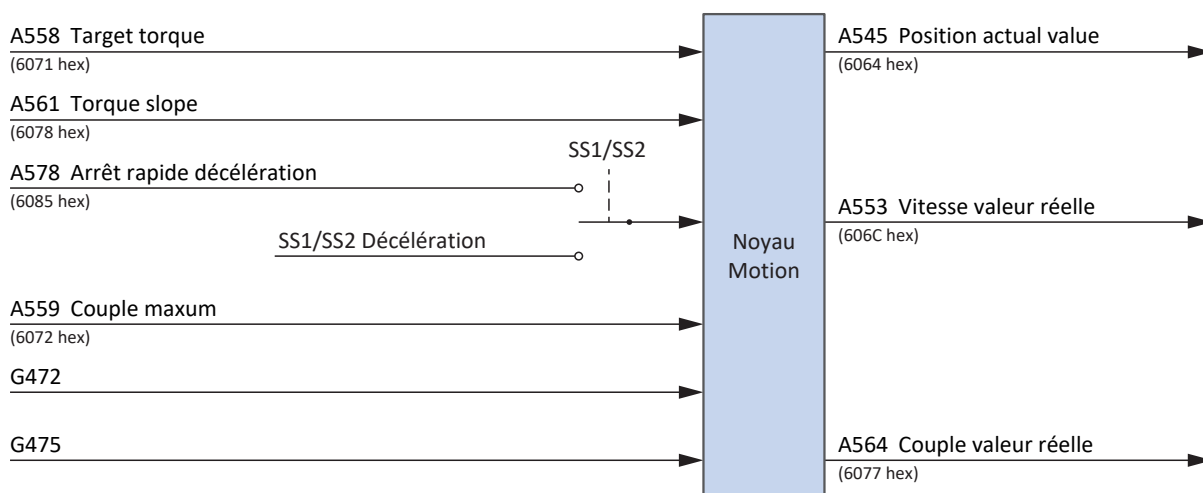 A558 Target torque
(6071 hex)
A561 Torque slope
(6078 hex)
A578 Arrêt rapide décélération
(6085 hex)
SS1/SS2
SS1/SS2 Décélération
A559 Couple maxum
(6072 hex)
G472
G475
Noyau
Motion
A545 Position actual value
(6064 hex)
A553 Vitesse valeur réelle
(606C hex)
A564 Couple valeur réelle
(6077 hex)